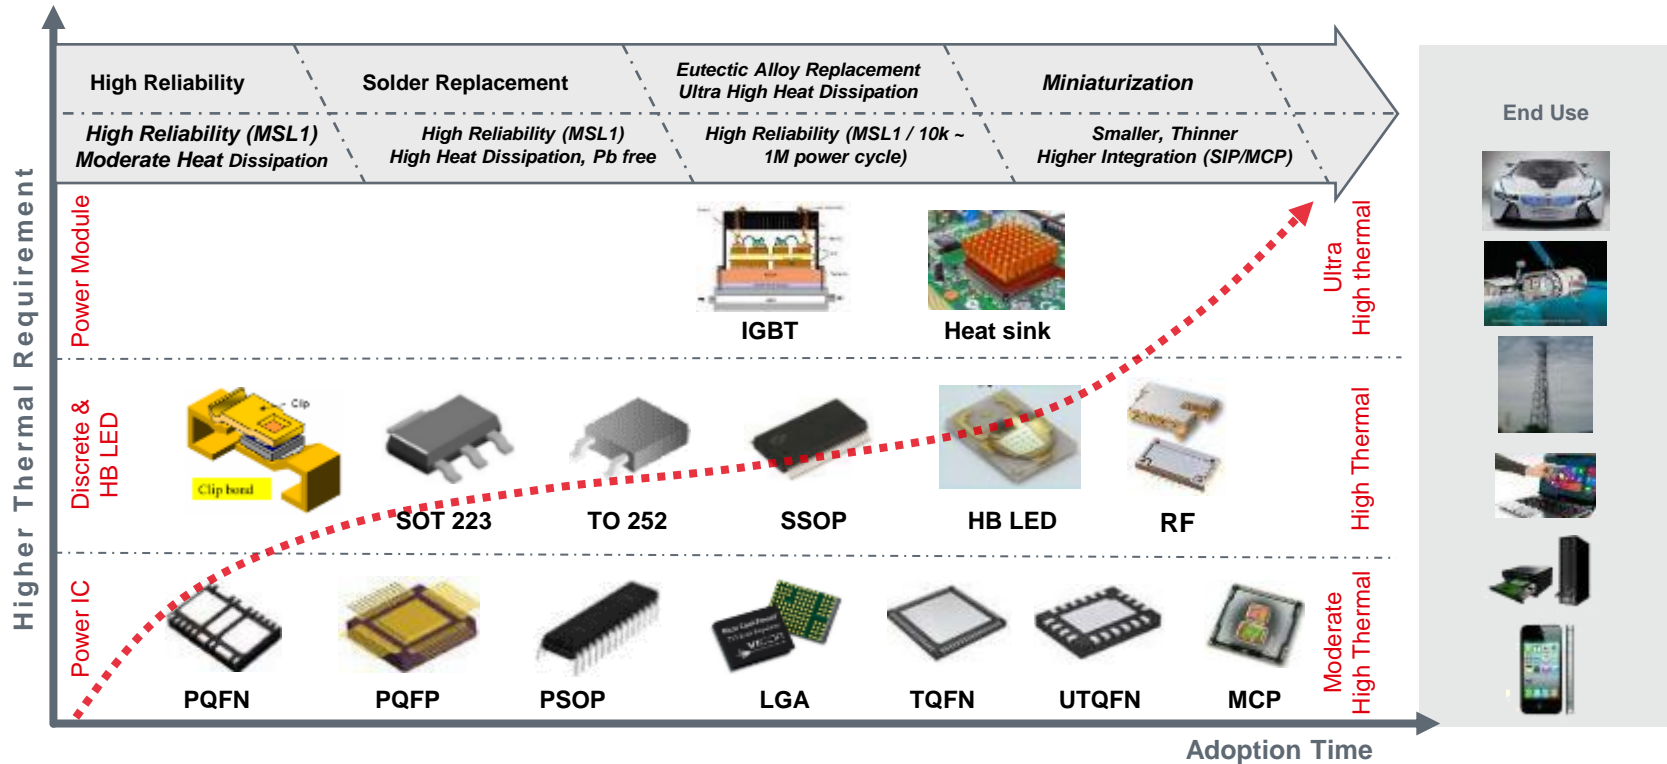 High Reliability
Solder Replacement
Eutectic Alloy Replacement
Ultra High Heat Dissipation
Miniaturization
High Reliability (MSL1)
Moderate Heat Dissipation
High Reliability (MSL1)
High Heat Dissipation, Pb free
High Reliability (MSL1 / 10k ~
1M power cycle)
Smaller, Thinner
Higher Integration (SIP/MCP)
End Use
Higher Thermal Requirement
Power Module
IGBT
Heat sink
Ultra
High thermal
Discrete &
HB LED
Clip
Clip bond
SOT 223
TO 252
SSOP
HB LED
RF
High Thermal
Power IC
PQFN
PQFP
PSOP
LGA
TQFN
UTQFN
MCP
Moderate
High Thermal
Adoption Time